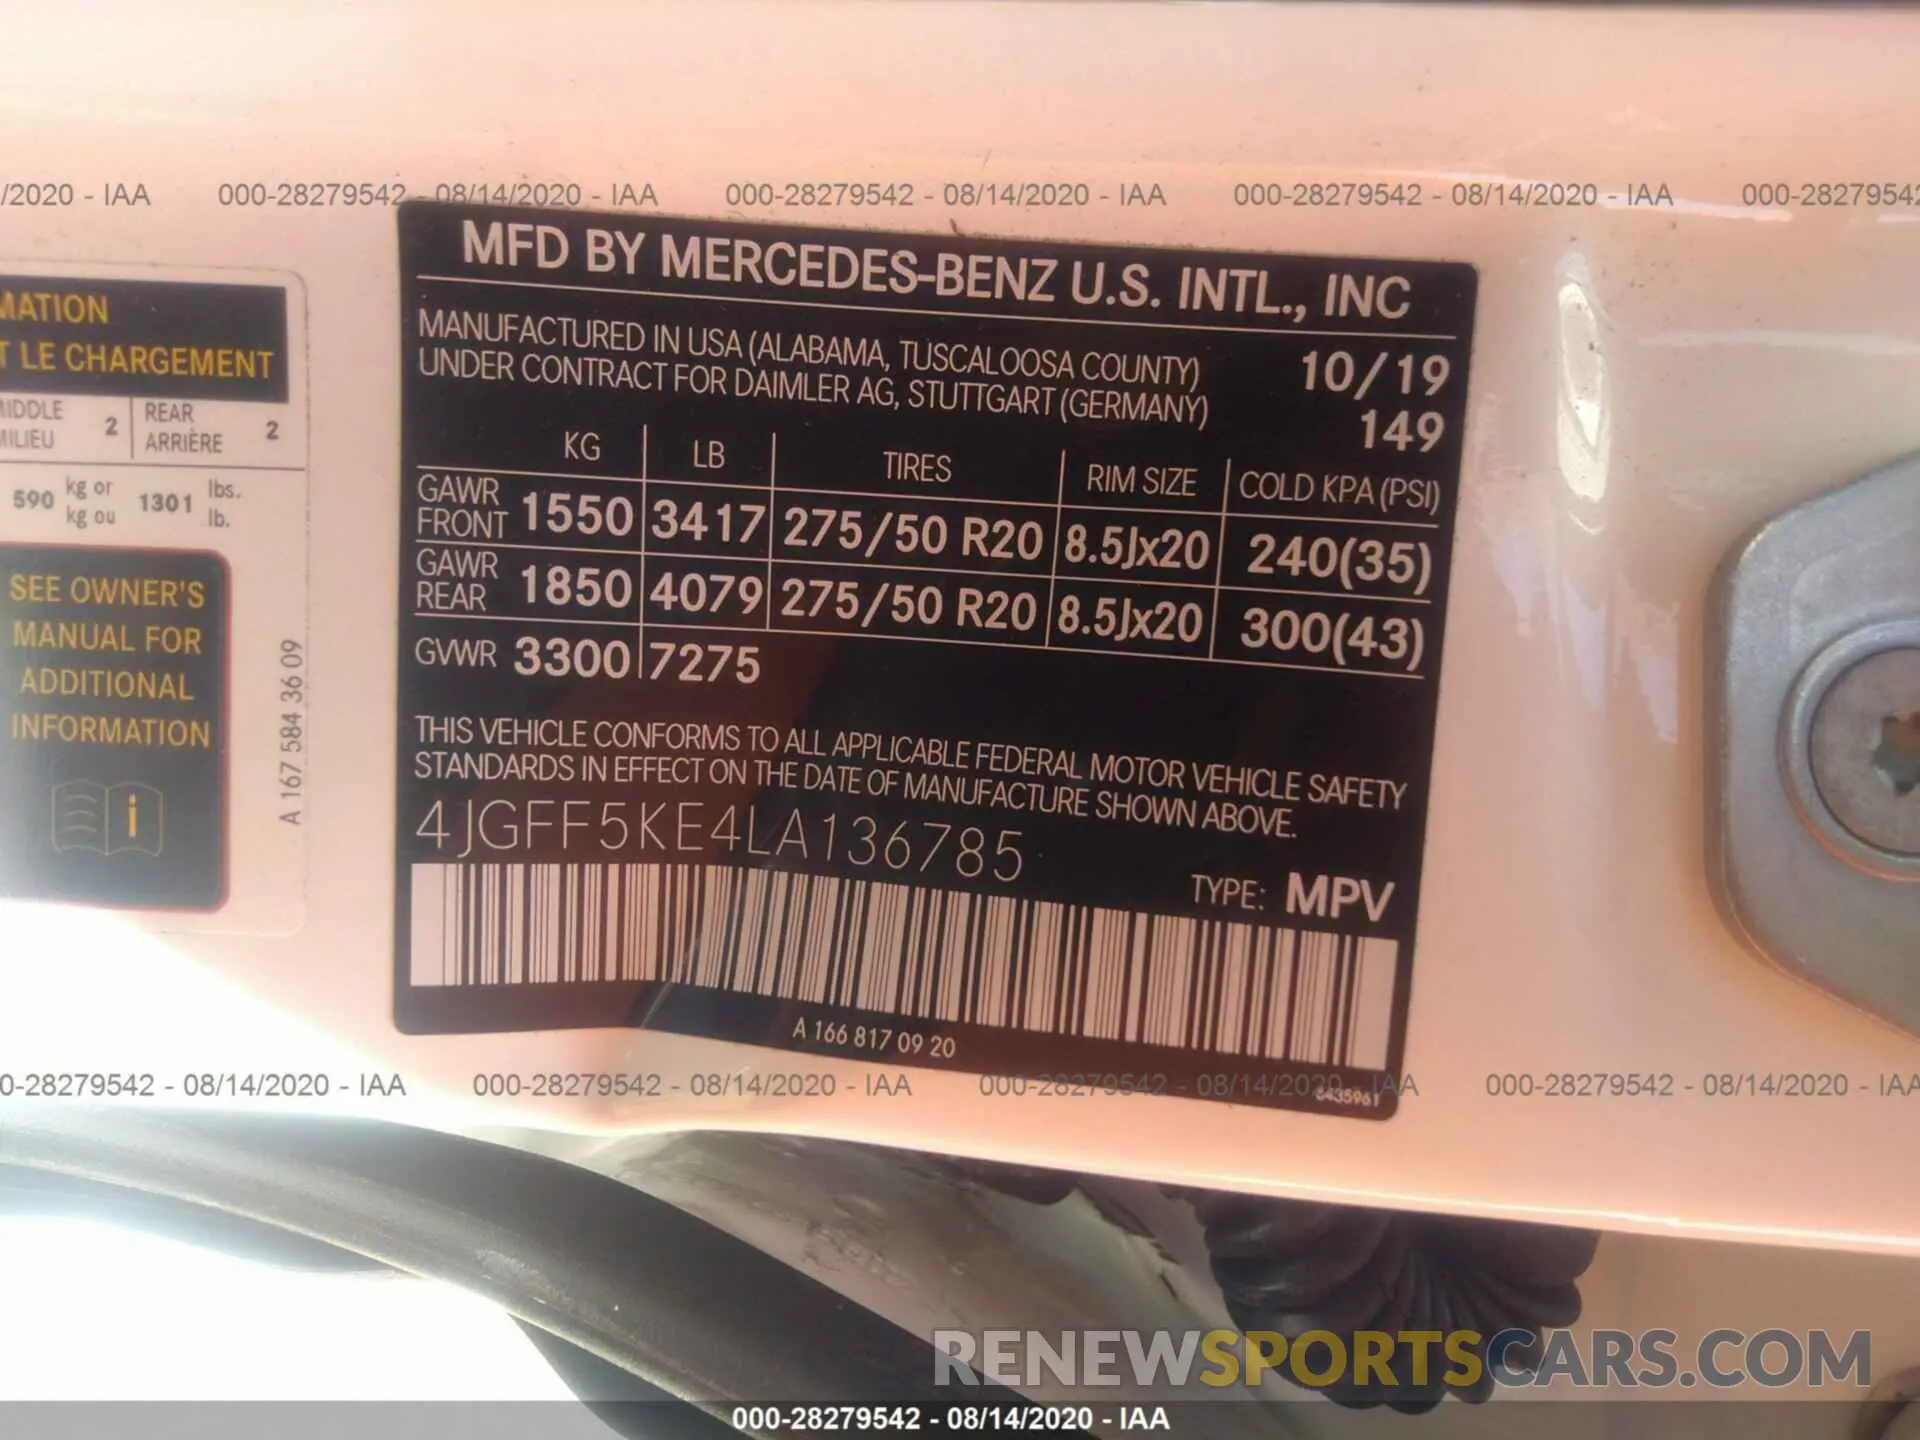 /2020 - IAA 000-28279542 - 08/14/2020 - IAA 000-28279542 - 08/14/2020 - IAA 000-28279542 - 08/14/2020 - IAA 000-28279542
MATION
T LE CHARGEMENT
MIDDLE 2 REAR 2
MILIEU ARRIÈRE
590 kg or 1301 lbs.
kg ou lb.
SEE OWNER'S
MANUAL FOR
ADDITIONAL
INFORMATION
i
A 167 584 36 09
MFD BY MERCEDES-BENZ U.S. INTL., INC
MANUFACTURED IN USA (ALABAMA, TUSCALOOSA COUNTY) 10/19
UNDER CONTRACT FOR DAIMLER AG, STUTTGART (GERMANY) 149
KG LB TIRES RIM SIZE COLD KPA (PSI)
GAWR FRONT 1550 3417 275/50 R20 8.5Jx20 240(35)
GAWR REAR 1850 4079 275/50 R20 8.5Jx20 300(43)
GVWR 3300 7275
THIS VEHICLE CONFORMS TO ALL APPLICABLE FEDERAL MOTOR VEHICLE SAFETY
STANDARDS IN EFFECT ON THE DATE OF MANUFACTURE SHOWN ABOVE.
4JGFF5KE4LA136785
TYPE: MPV
A 166 817 09 20
0-28279542 - 08/14/2020 - IAA 000-28279542 - 08/14/2020 - IAA 000-28279542 - 08/14/2020 - IAA 000-28279542 - 08/14/2020 - IAA
RENEWSPORTSCARS.COM
000-28279542 - 08/14/2020 - IAA